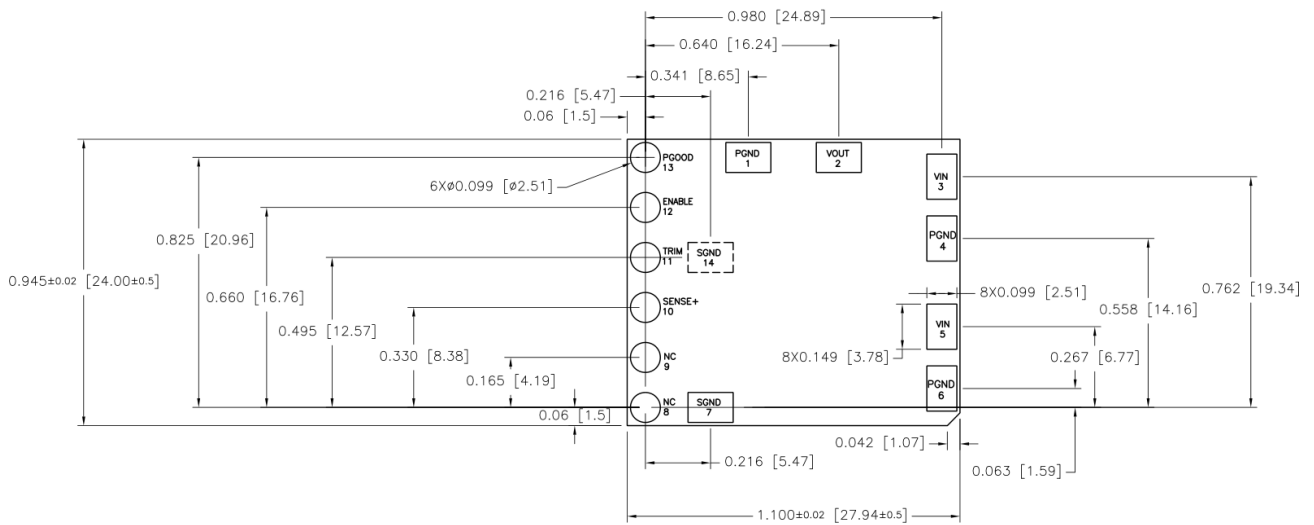 0.980 [24.89]
0.640 [16.24]
0.341 [8.65]
0.216 [5.47]
0.06 [1.5]
PGOOD
13
PGND
1
VOUT
2
VIN
3
6XØ0.099 [Ø2.51]
ENABLE
12
PGND
4
0.825 [20.96]
TRIM
11
SGND
14
0.945±0.02 [24.00±0.5]
0.660 [16.76]
8X0.099 [2.51]
0.762 [19.34]
0.495 [12.57]
SENSE+
10
0.558 [14.16]
0.330 [8.38]
VIN
5
NC
9
8X0.149 [3.78]
0.267 [6.77]
0.165 [4.19]
PGND
6
0.06 [1.5]
NC
8
SGND
7
0.042 [1.07]
0.216 [5.47]
0.063 [1.59]
1.100±0.02 [27.94±0.5]